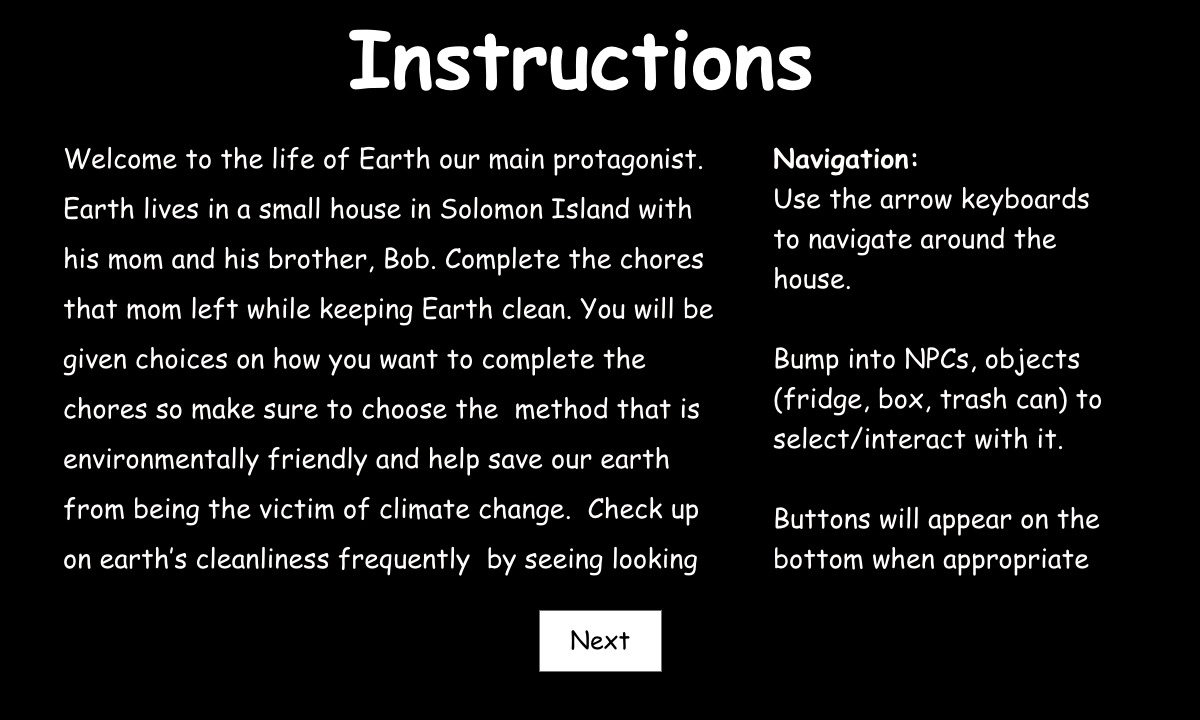 Instructions
Welcome to the life of Earth our main protagonist.
Earth lives in a small house in Solomon Island with
his mom and his brother, Bob. Complete the chores
that mom left while keeping Earth clean. You will be
given choices on how you want to complete the
chores so make sure to choose the  method that is
environmentally friendly and help save our earth
from being the victim of climate change.  Check up
on earth’s cleanliness frequently  by seeing looking
Navigation:
Use the arrow keyboards
to navigate around the
house.
Bump into NPCs, objects
(fridge, box, trash can) to
select/interact with it.
Buttons will appear on the
bottom when appropriate
Next